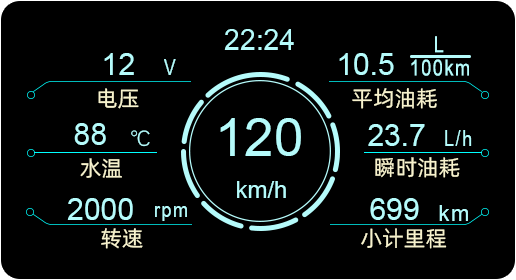 22:24
12 V
电压
10.5 L/100km
平均油耗
88 ℃
水温
120
km/h
23.7 L/h
瞬时油耗
2000 rpm
转速
699 km
小计里程